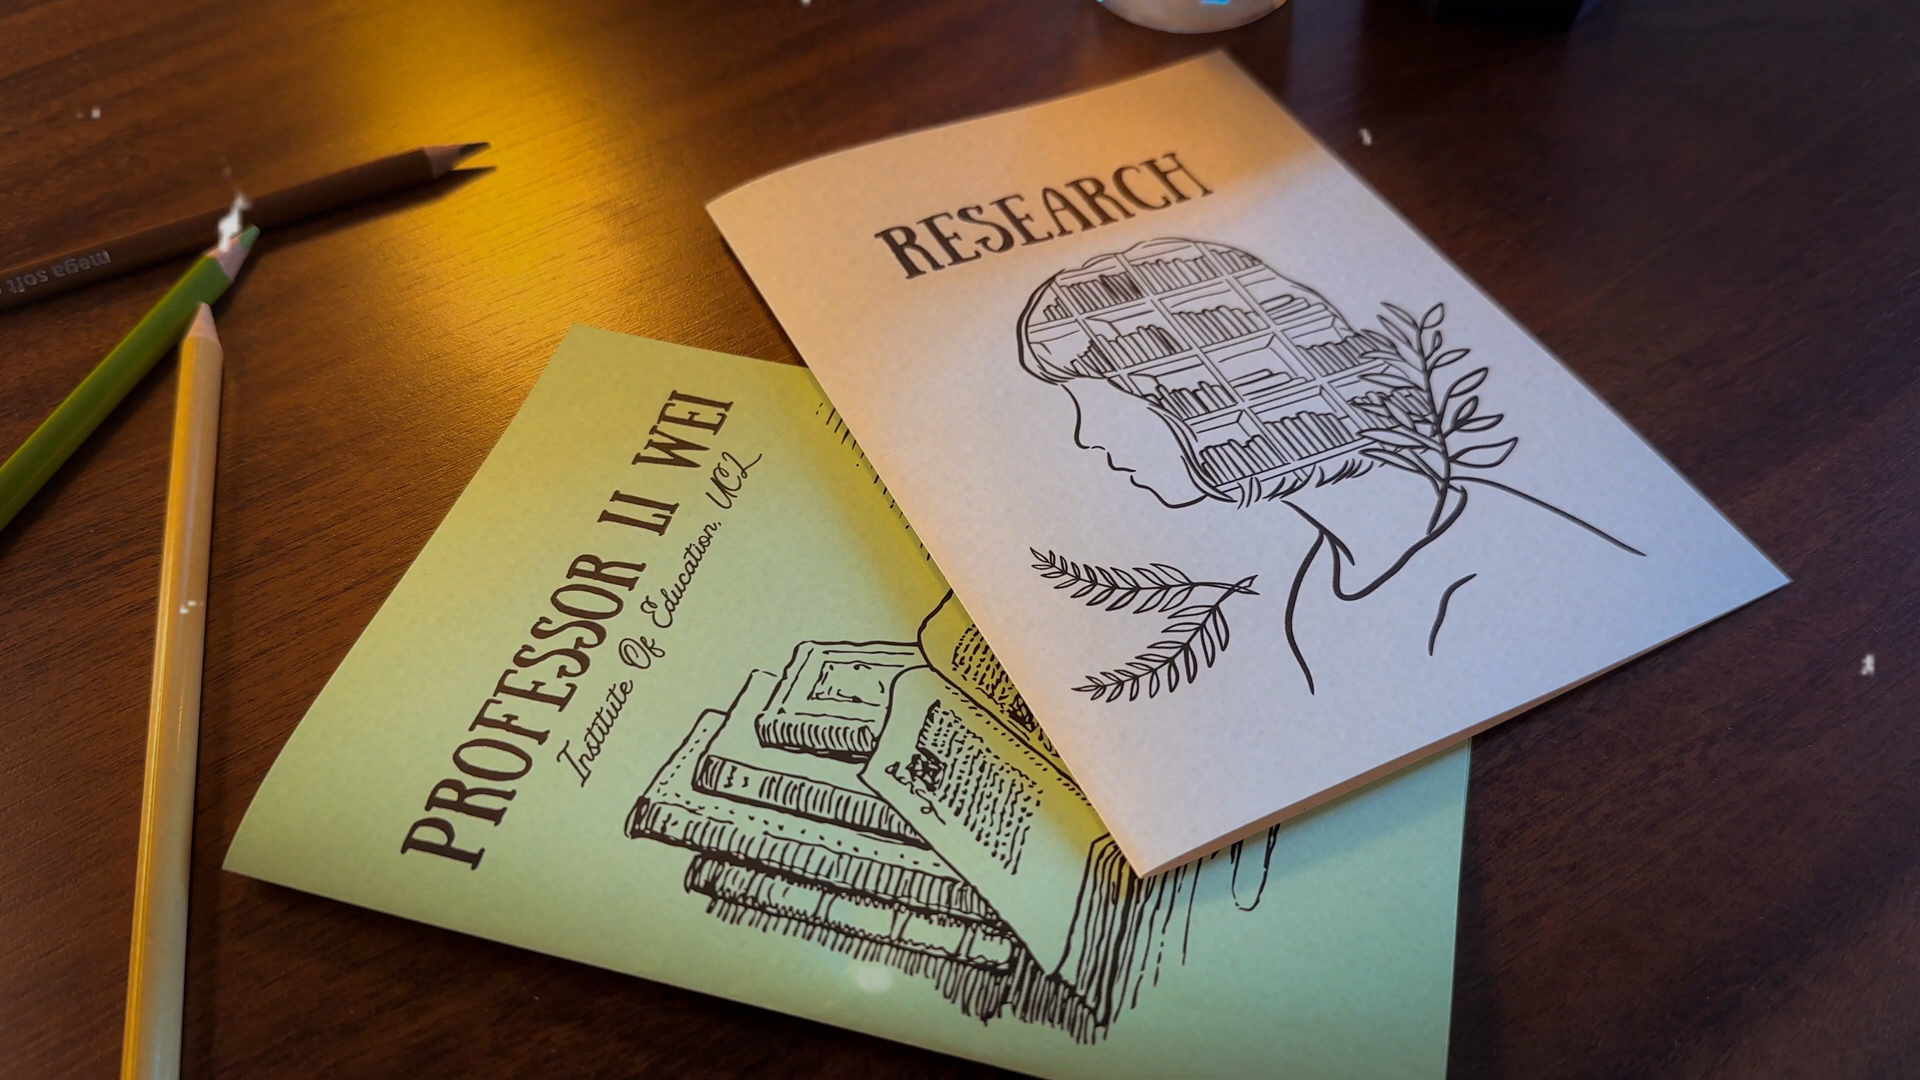 RESEARCH
PROFESSOR LI WEI
Institute Of Education, UCL
mega soft